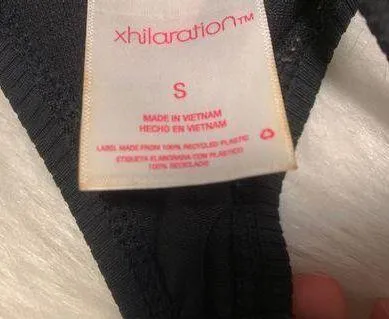 xhilaration™
S
MADE IN VIETNAM
HECHO EN VIETNAM
LABEL MADE FROM 100% RECYCLED PLASTIC
ETIQUETA ELABORADA CON PLASTICO
100% RECICLADO